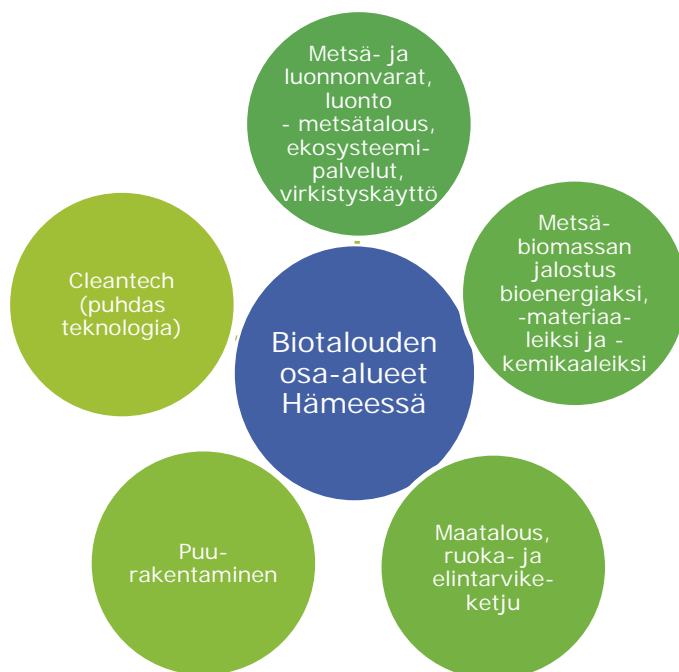 Metsä- ja
luonnonvarat,
luonto
- metsätalous,
ekosysteemi-
palvelut,
virkistyskäyttö
Metsä-
biomassan
jalostus
bioenergiaksi,
-materiaa-
leiksi ja -
kemikaaleiksi
Cleantech
(puhdas
teknologia)
Biotalouden
osa-alueet
Hämeessä
Puu-
rakentaminen
Maatalous,
ruoka- ja
elintarvike-
ketju